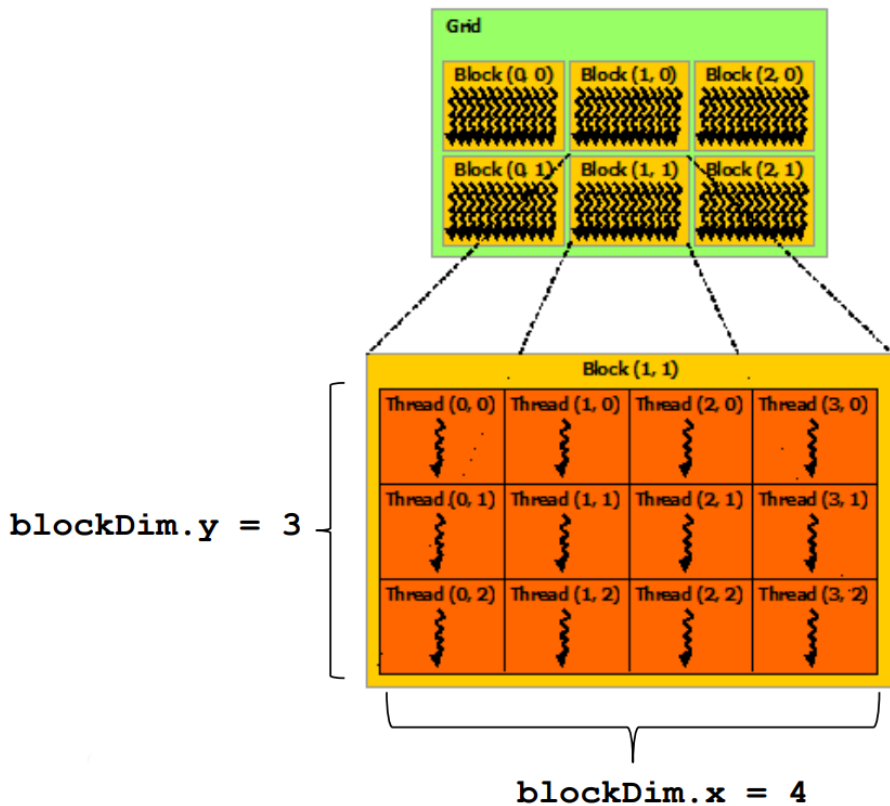 Grid
Block (0, 0) Block (1, 0) Block (2, 0)
Block (0, 1) Block (1, 1) Block (2, 1)
Block (1, 1)
Thread (0, 0) Thread (1, 0) Thread (2, 0) Thread (3, 0)
Thread (0, 1) Thread (1, 1) Thread (2, 1) Thread (3, 1)
blockDim.y = 3
Thread (0, 2) Thread (1, 2) Thread (2, 2) Thread (3, 2)
blockDim.x = 4